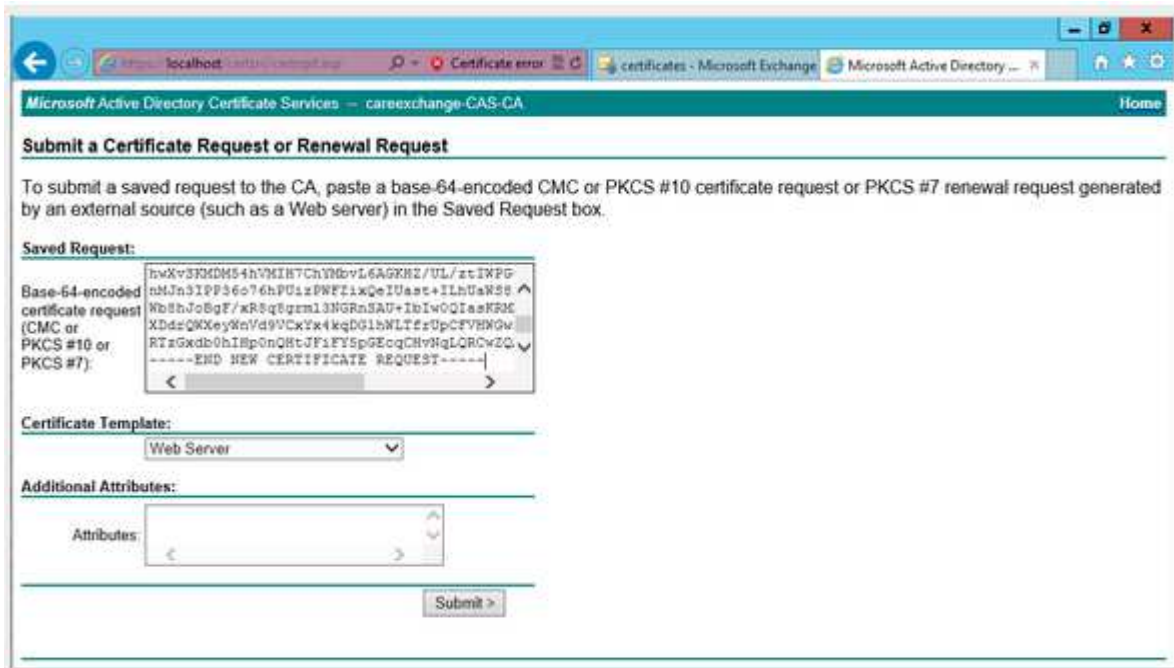 localhost
Certificate error
certificates - Microsoft Exchange
Microsoft Active Directory ...
Microsoft Active Directory Certificate Services -- careexchange-CAS-CA
Home
Submit a Certificate Request or Renewal Request
To submit a saved request to the CA, paste a base-64-encoded CMC or PKCS #10 certificate request or PKCS #7 renewal request generated
by an external source (such as a Web server) in the Saved Request box.
Saved Request:
Base-64-encoded
certificate request
(CMC or
PKCS #10 or
PKCS #7):
-----END NEW CERTIFICATE REQUEST-----
Certificate Template:
Web Server
Additional Attributes:
Attributes:
Submit >